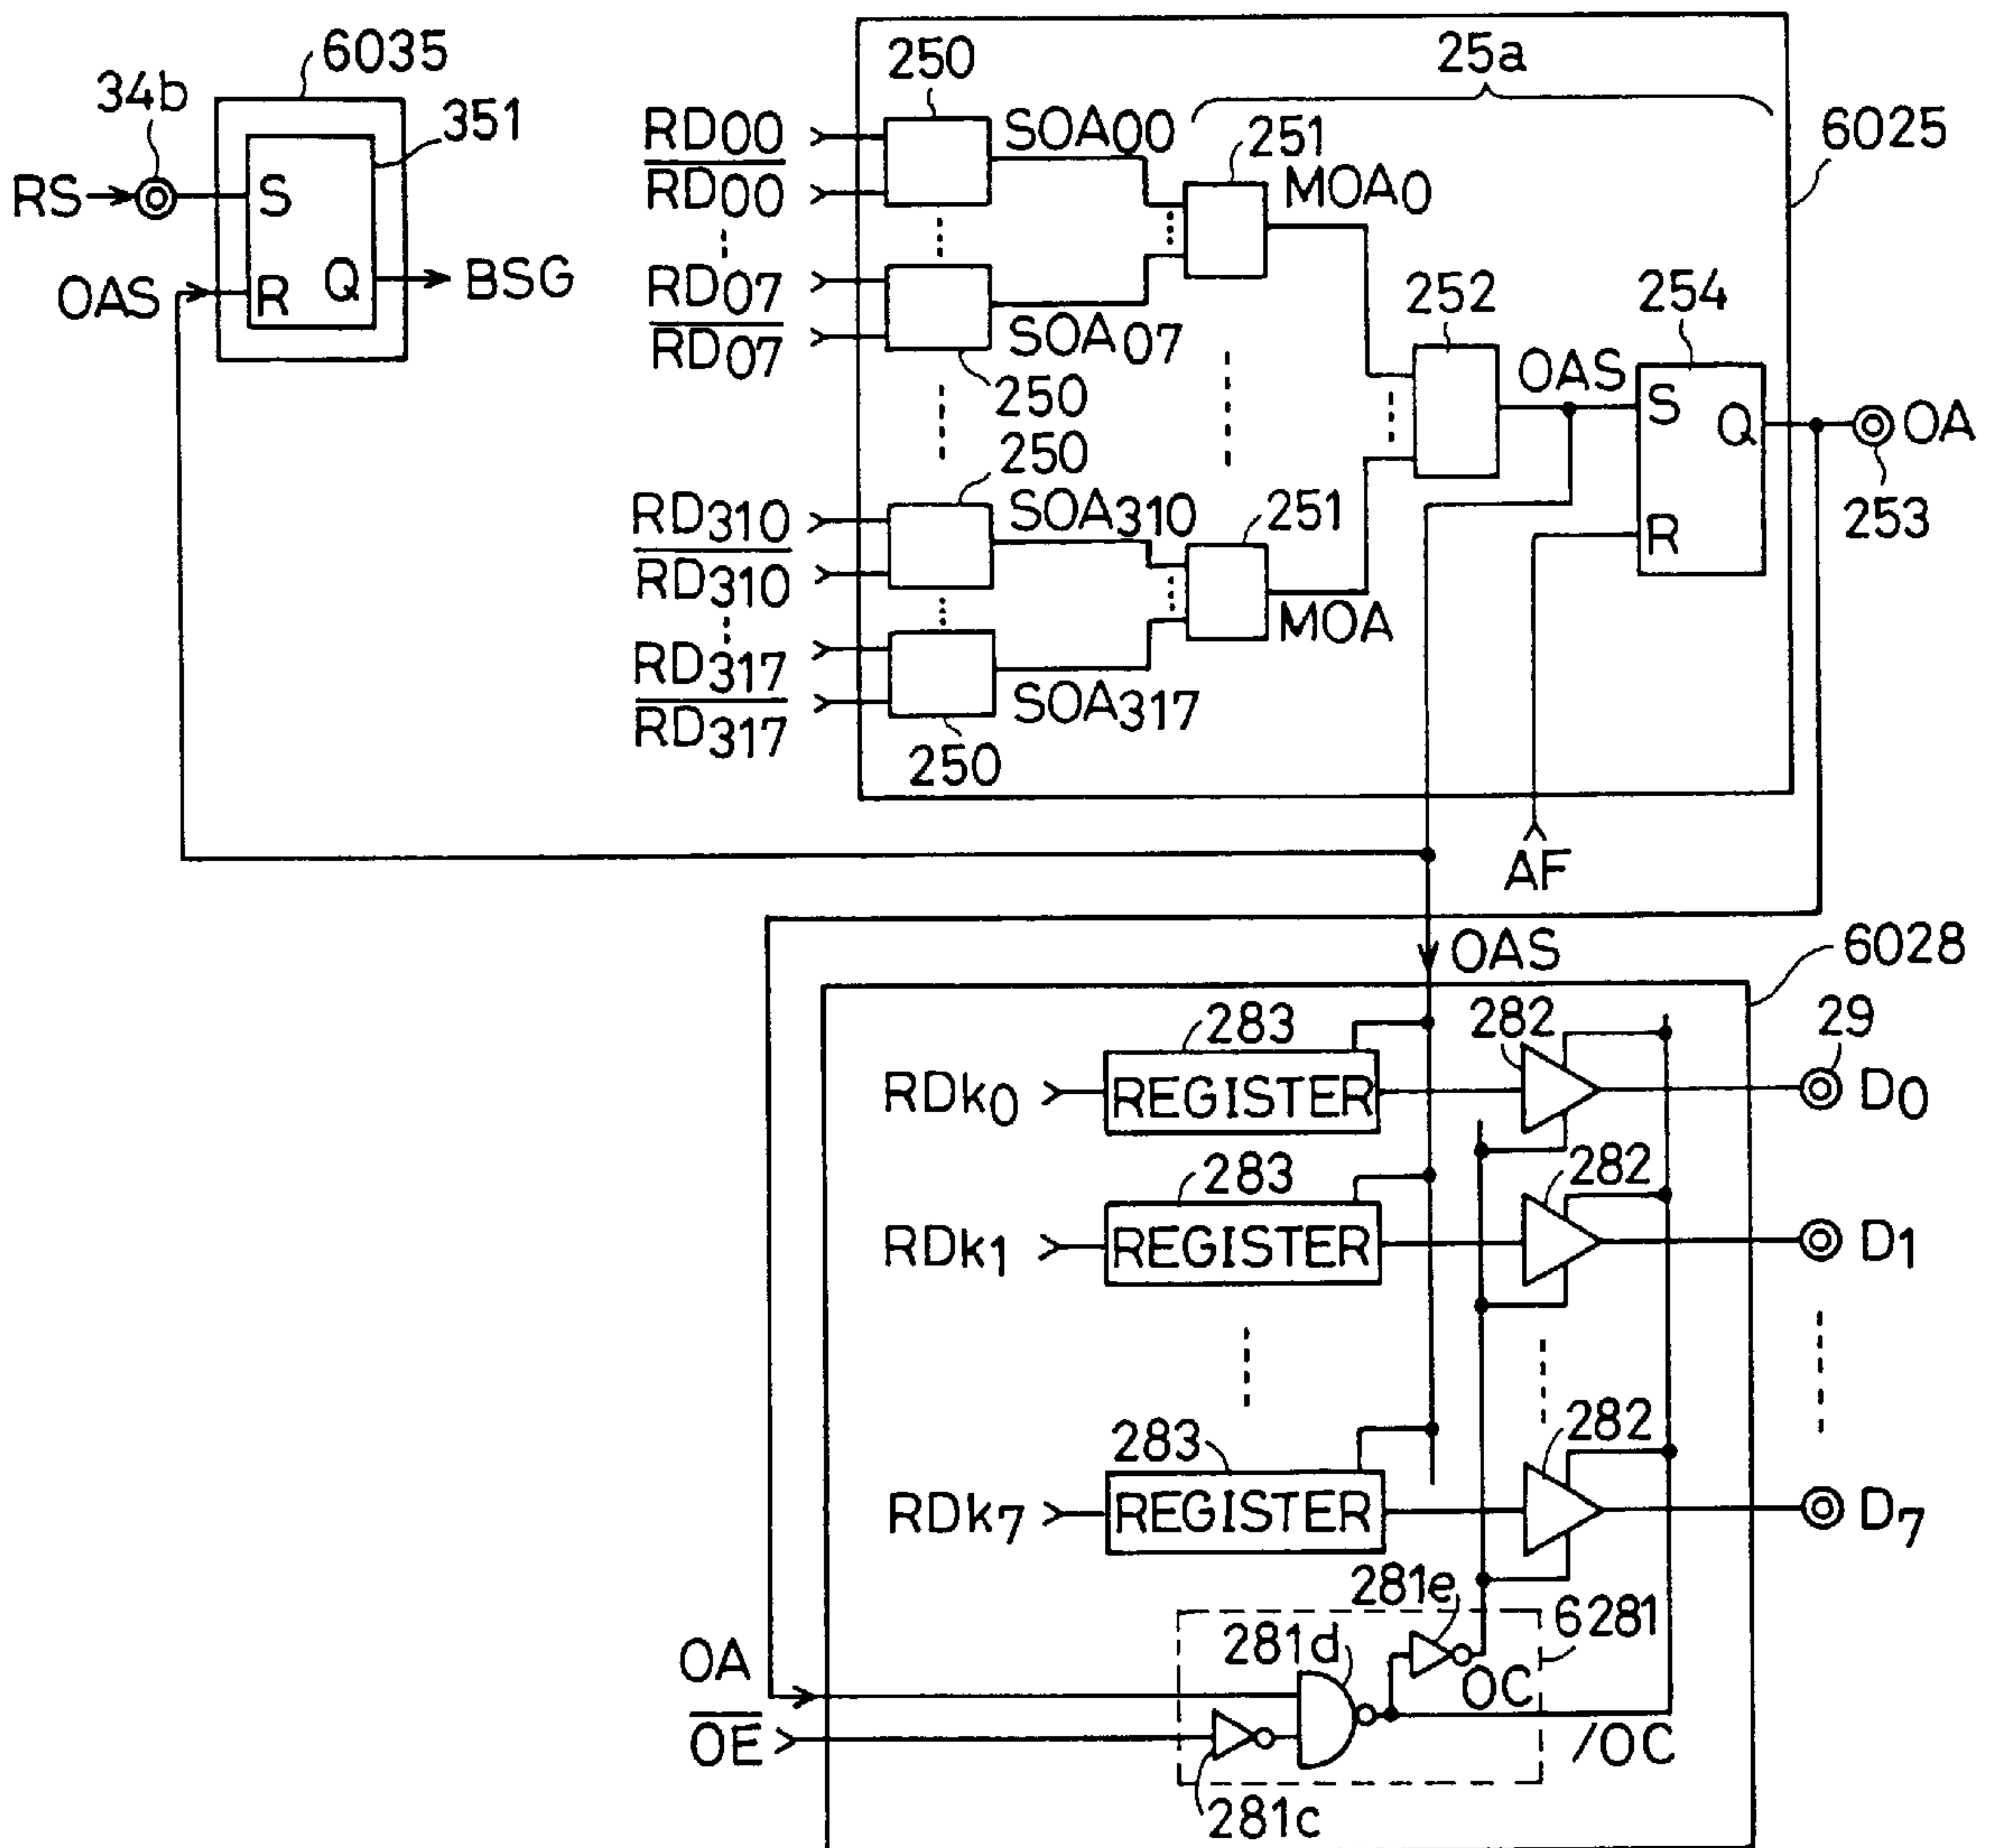 6035
34b
351
RS
S
OAS
R
Q
BSG
250
25a
6025
RD00
RD00
SOA00
251
MOA0
RD07
RD07
SOA07
250
252
254
OAS
S
Q
R
OA
253
250
RD310
RD310
SOA310
251
MOA
RD317
RD317
SOA317
250
AF
OAS
6028
283
282
29
RDk0
REGISTER
D0
283
282
RDk1
REGISTER
D1
283
282
RDk7
REGISTER
D7
281e
6281
281d
OA
OC
OE
/OC
281c